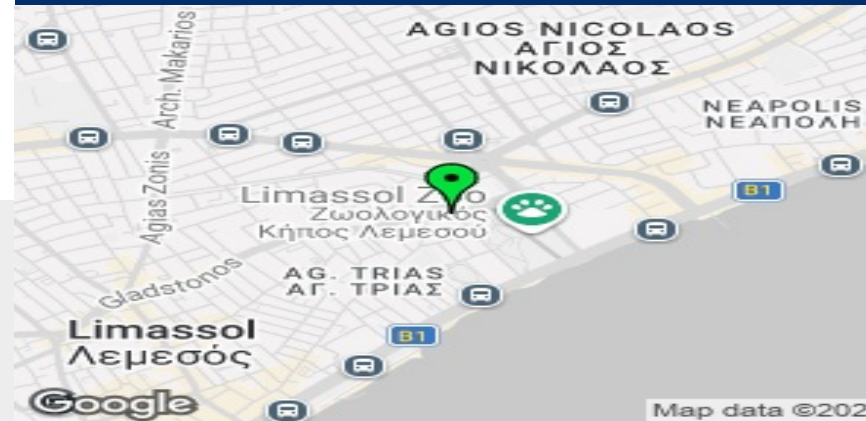 AGIOS NICOLAOS
ΑΓΙΟΣ
ΝΙΚΟΛΑΟΣ
Arch. Makarios
NEAPOLIS
ΝΕΑΠΟΛΗ
Agias Zonis
B1
Limassol Zoo
Ζωολογικός
Κήπος Λεμεσού
Gladstonos
AG. TRIAS
ΑΓ. ΤΡΙΑΣ
Limassol
Λεμεσός
B1
Google
Map data ©202